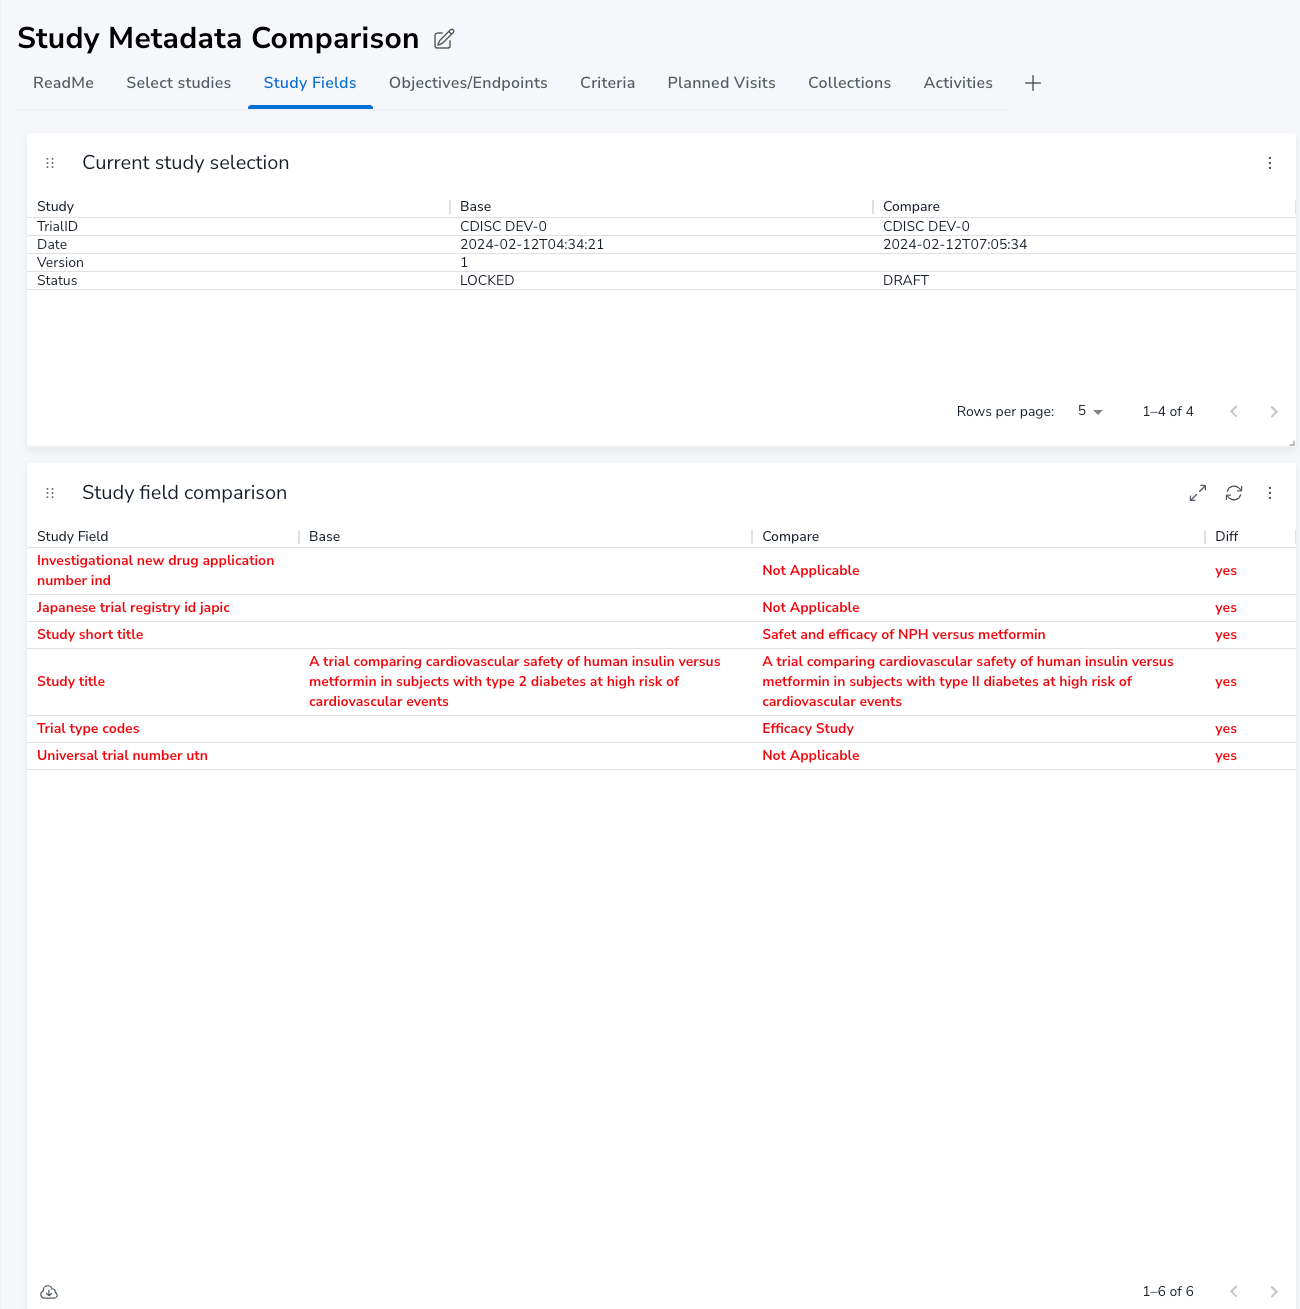 Study Metadata Comparison
ReadMe Select studies Study Fields Objectives/Endpoints Criteria Planned Visits Collections Activities
Current study selection
Study Base Compare
TrialID CDISC DEV-0 CDISC DEV-0
Date 2024-02-12T04:34:21 2024-02-12T07:05:34
Version 1
Status LOCKED DRAFT
Rows per page: 5 1–4 of 4
Study field comparison
Study Field Base Compare Diff
Investigational new drug application
number ind
Not Applicable yes
Japanese trial registry id japic Not Applicable yes
Study short title Safet and efficacy of NPH versus metformin yes
Study title
A trial comparing cardiovascular safety of human insulin versus
metformin in subjects with type 2 diabetes at high risk of
cardiovascular events
A trial comparing cardiovascular safety of human insulin versus
metformin in subjects with type II diabetes at high risk of
cardiovascular events
yes
Trial type codes Efficacy Study yes
Universal trial number utn Not Applicable yes
1–6 of 6